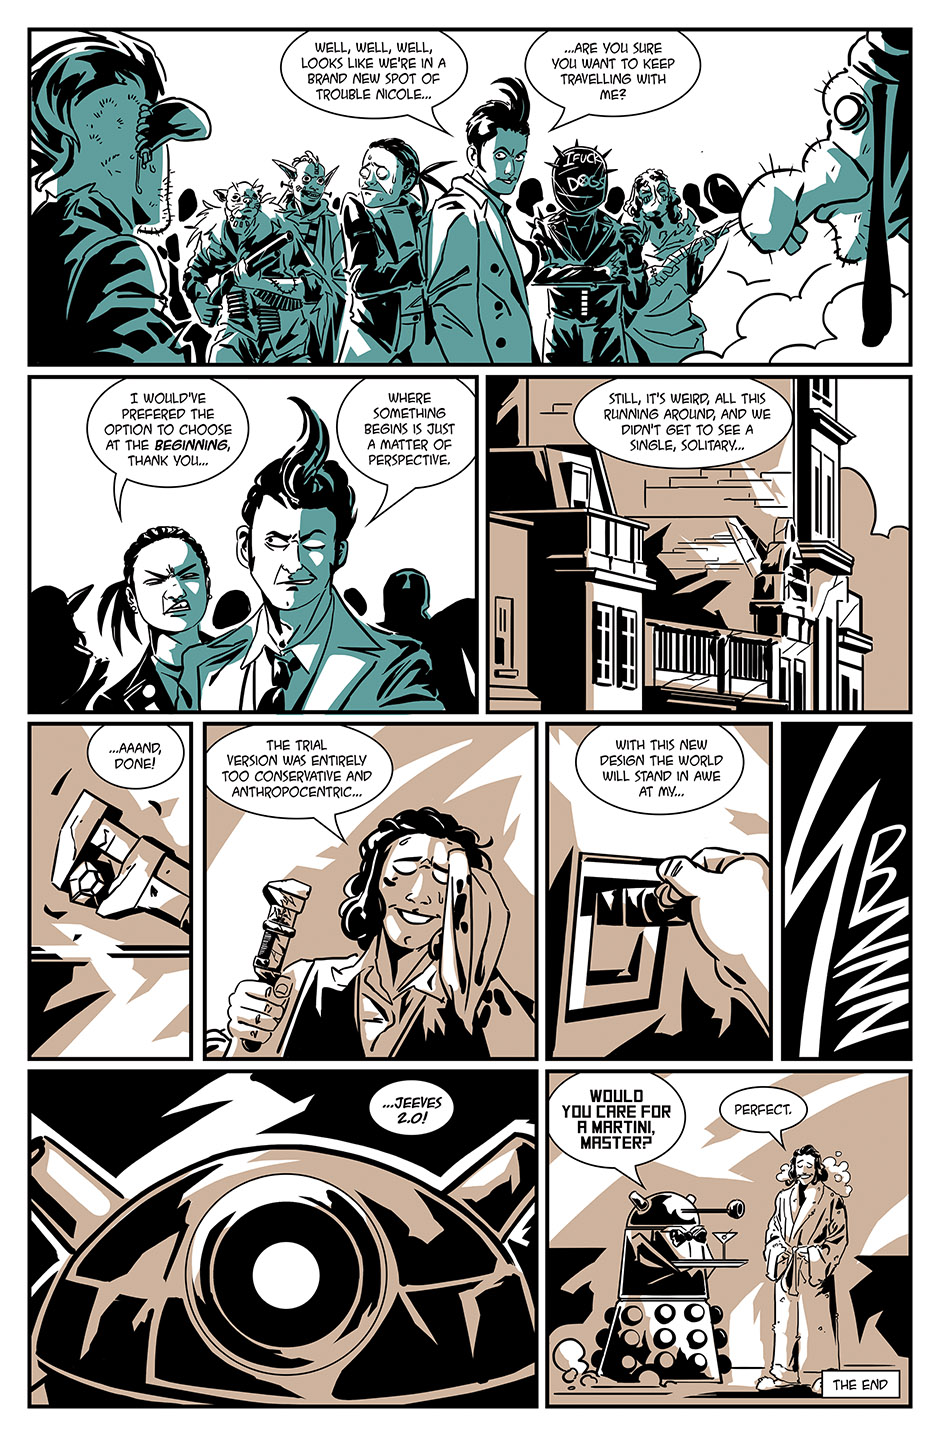 WELL, WELL, WELL,
LOOKS LIKE WE'RE IN A
BRAND NEW SPOT OF
TROUBLE NICOLE...
...ARE YOU SURE
YOU WANT TO KEEP
TRAVELLING WITH
ME?
I FUCK
DOGS
I WOULD'VE
PREFERED THE
OPTION TO CHOOSE
AT THE BEGINNING,
THANK YOU...
WHERE
SOMETHING
BEGINS IS JUST
A MATTER OF
PERSPECTIVE.
STILL, IT'S WEIRD, ALL THIS
RUNNING AROUND, AND WE
DIDN'T GET TO SEE A
SINGLE, SOLITARY...
...AAAND,
DONE!
THE TRIAL
VERSION WAS ENTIRELY
TOO CONSERVATIVE AND
ANTHROPOCENTRIC...
WITH THIS NEW
DESIGN THE WORLD
WILL STAND IN AWE
AT MY...
BZZZZ
...JEEVES
2.0!
WOULD
YOU CARE FOR
A MARTINI,
MASTER?
PERFECT.
THE END